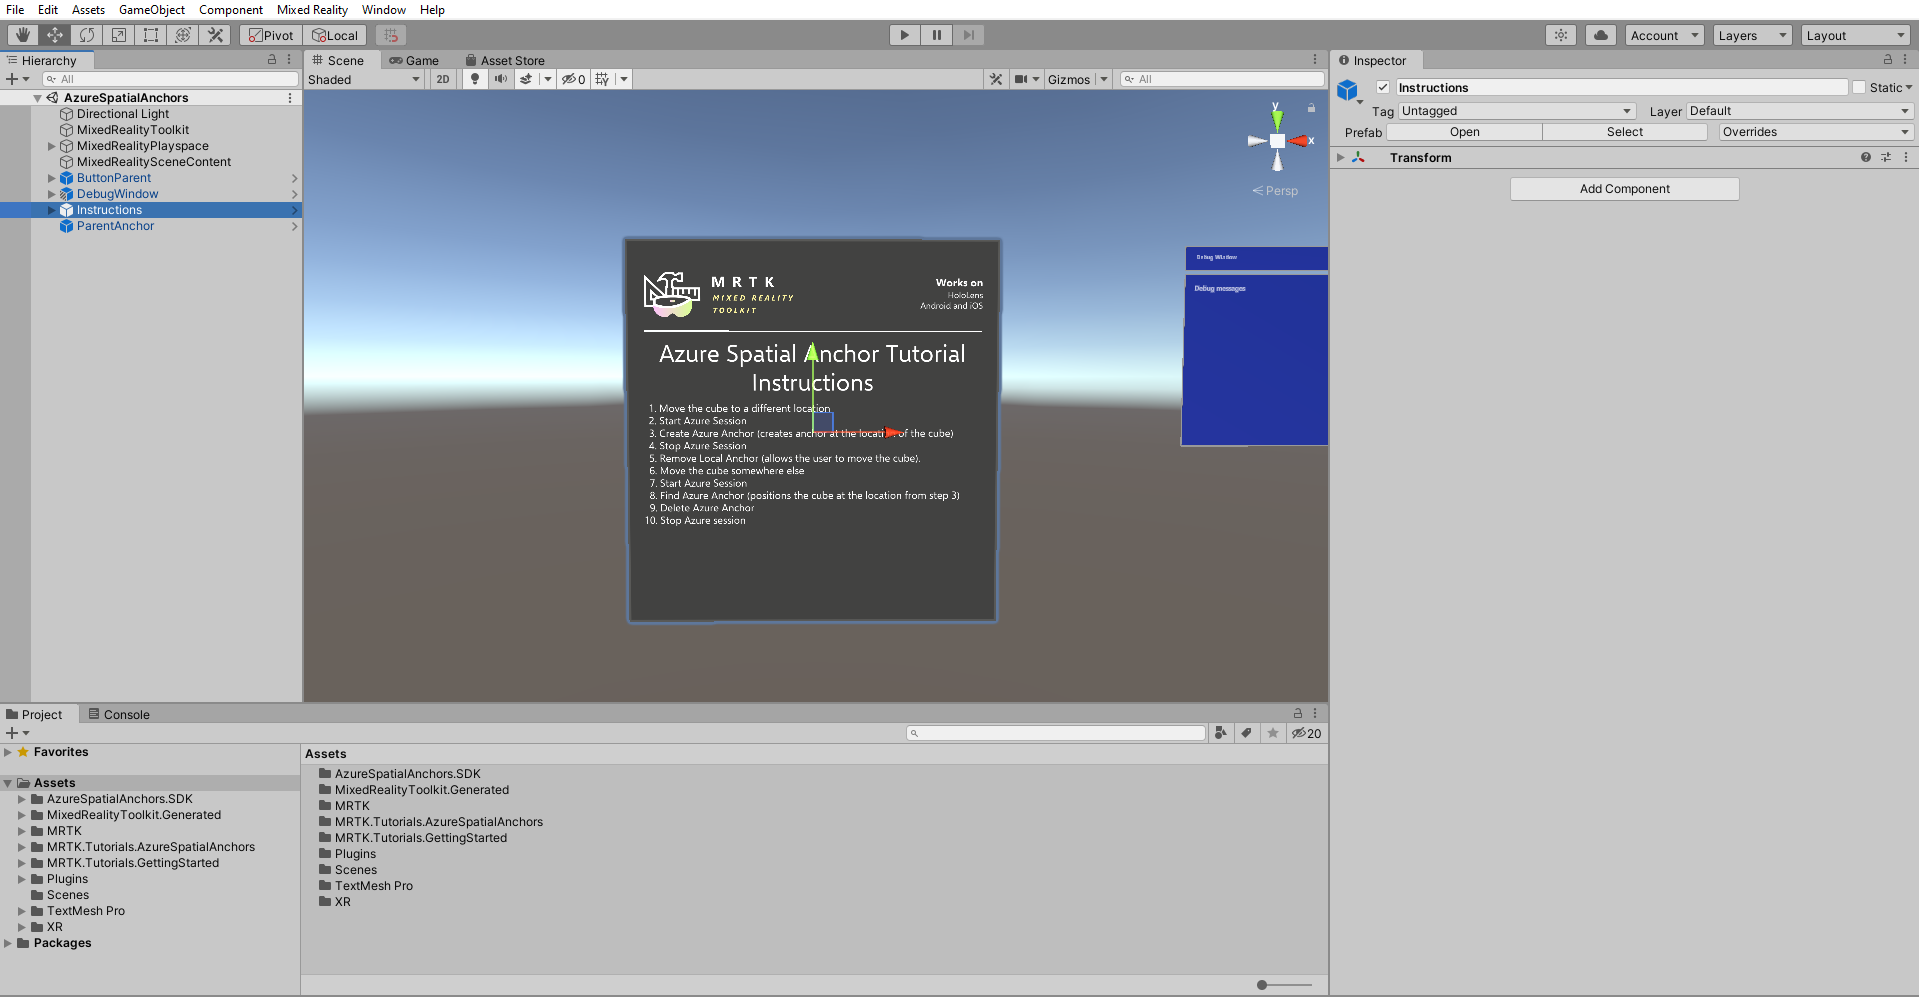 File Edit Assets GameObject Component Mixed Reality Window Help
Pivot Local Account Layers Layout
Hierarchy
All
AzureSpatialAnchors
Directional Light
MixedRealityToolkit
MixedRealityPlayspace
MixedRealitySceneContent
ButtonParent
DebugWindow
Instructions
ParentAnchor
Scene Game Asset Store
Shaded 2D 0 Gizmos All
y
x
Persp
MRTK
MIXED REALITY
TOOLKIT
Works on
HoloLens
Android and iOS
Azure Spatial Anchor Tutorial
Instructions
1. Move the cube to a different location
2. Start Azure Session
3. Create Azure Anchor (creates anchor at the location of the cube)
4. Stop Azure Session
5. Remove Local Anchor (allows the user to move the cube).
6. Move the cube somewhere else
7. Start Azure Session
8. Find Azure Anchor (positions the cube at the location from step 3)
9. Delete Azure Anchor
10. Stop Azure session
Debug Window
Debug messages
Inspector
Instructions Static
Tag Untagged Layer Default
Prefab Open Select Overrides
Transform
Add Component
Project Console
20
Favorites
Assets
AzureSpatialAnchors.SDK
MixedRealityToolkit.Generated
MRTK
MRTK.Tutorials.AzureSpatialAnchors
MRTK.Tutorials.GettingStarted
Plugins
Scenes
TextMesh Pro
XR
Packages
Assets
AzureSpatialAnchors.SDK
MixedRealityToolkit.Generated
MRTK
MRTK.Tutorials.AzureSpatialAnchors
MRTK.Tutorials.GettingStarted
Plugins
Scenes
TextMesh Pro
XR